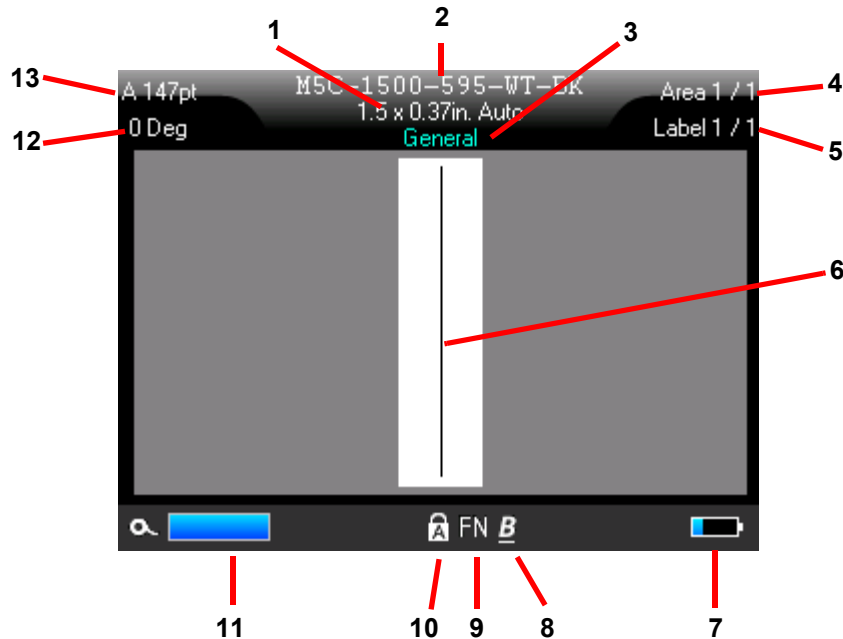 1
2
3
13
A 147pt
M5C-1500-595-WT-BK
Area 1 / 1
4
1.5 x 0.37in. Auto
12
0 Deg
General
Label 1 / 1
5
6
A
FN
B
11
10
9
8
7